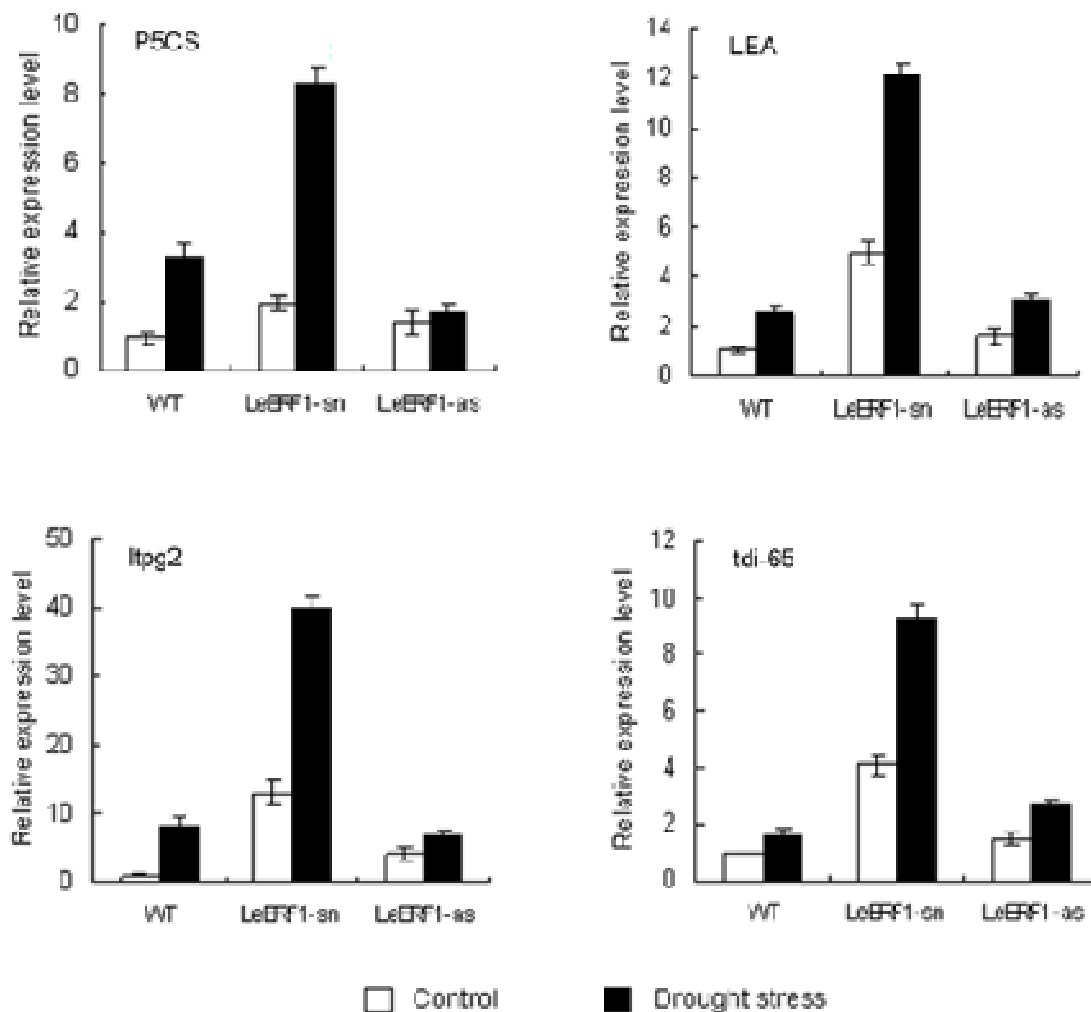 P5CS
Relative expression level
10
8
6
4
2
0
WT LeERF1-sn LeERF1-as
LEA
Relative expression level
14
12
10
8
6
4
2
0
WT LeERF1-sn LeERF1-as
ltpg2
Relative expression level
50
40
30
20
10
0
WT LeERF1-sn LeERF1-as
tdi-65
Relative expression level
12
10
8
6
4
2
0
WT LeERF1-sn LeERF1-as
Control Drought stress